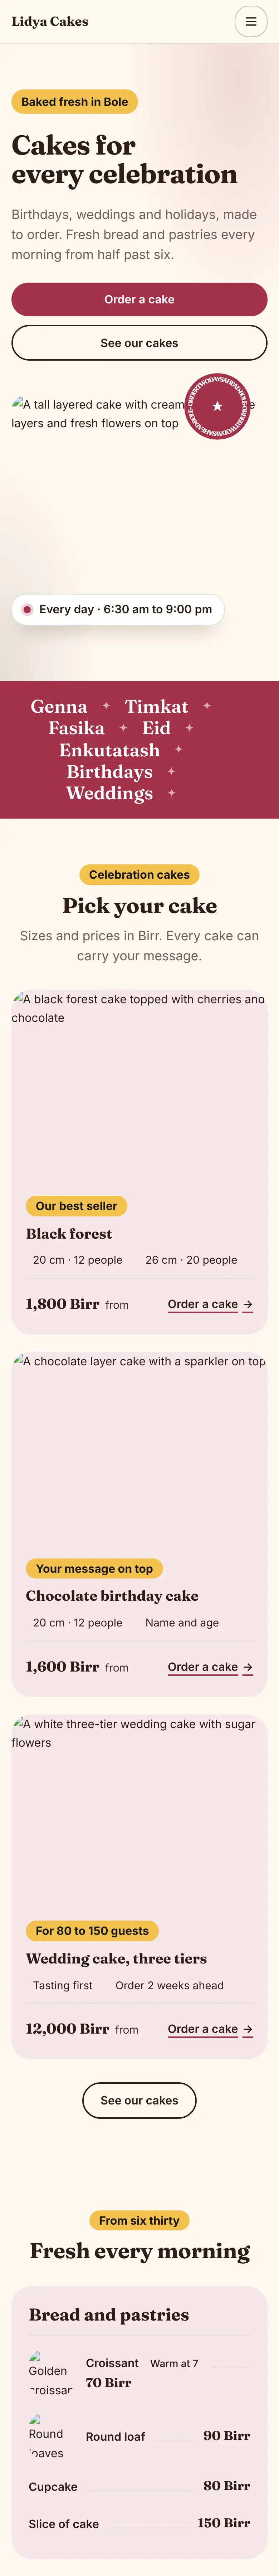 Lidya Cakes
Baked fresh in Bole
Cakes for
every celebration
Birthdays, weddings and holidays, made
to order. Fresh bread and pastries every
morning from half past six.
Order a cake
See our cakes
A tall layered cake with cream
layers and fresh flowers on top
Every day · 6:30 am to 9:00 pm
Genna ✦ Timkat ✦
Fasika ✦ Eid ✦
Enkutatash ✦
Birthdays ✦
Weddings ✦
Celebration cakes
Pick your cake
Sizes and prices in Birr. Every cake can
carry your message.
A black forest cake topped with cherries and
chocolate
Our best seller
Black forest
20 cm · 12 people 26 cm · 20 people
1,800 Birr from Order a cake →
A chocolate layer cake with a sparkler on top
Your message on top
Chocolate birthday cake
20 cm · 12 people Name and age
1,600 Birr from Order a cake →
A white three-tier wedding cake with sugar
flowers
For 80 to 150 guests
Wedding cake, three tiers
Tasting first Order 2 weeks ahead
12,000 Birr from Order a cake →
See our cakes
From six thirty
Fresh every morning
Bread and pastries
Golden
croissant
Croissant Warm at 7
70 Birr
Round
loaves
Round loaf 90 Birr
Cupcake 80 Birr
Slice of cake 150 Birr